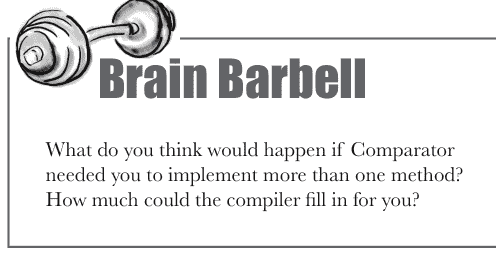 Brain Barbell
What do you think would happen if Comparator
needed you to implement more than one method?
How much could the compiler fill in for you?